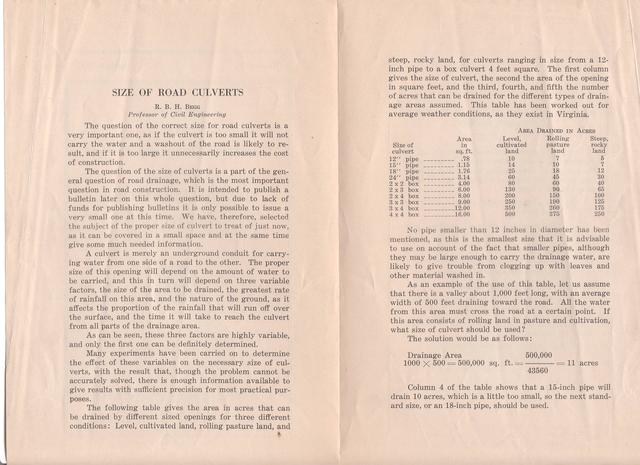 SIZE OF ROAD CULVERTS
R. B. H. BEGG
Professor of Civil Engineering
The question of the correct size for road culverts is a
very important one, as if the culvert is too small it will not
carry the water and a washout of the road is likely to re-
sult, and if it is too large it unnecessarily increases the cost
of construction.
The question of the size of culverts is a part of the gen-
eral question of road drainage, which is the most important
question in road construction. It is intended to publish a
bulletin later on this whole question, but due to lack of
funds for publishing bulletins it is only possible to issue a
very small one at this time. We have, therefore, selected
the subject of the proper size of culvert to treat of just now,
as it can be covered in a small space and at the same time
give some much needed information.
A culvert is merely an underground conduit for carry-
ing water from one side of a road to the other. The proper
size of this opening will depend on the amount of water to
be carried, and this in turn will depend on three variable
factors, the size of the area to be drained, the greatest rate
of rainfall on this area, and the nature of the ground, as it
affects the proportion of the rainfall that will run off over
the surface, and the time it will take to reach the culvert
from all parts of the drainage area.
As can be seen, these three factors are highly variable,
and only the first one can be definitely determined.
Many experiments have been carried on to determine
the effect of these variables on the necessary size of cul-
verts, with the result that, though the problem cannot be
accurately solved, there is enough information available to
give results with sufficient precision for most practical pur-
poses.
The following table gives the area in acres that can
be drained by different sized openings for three different
conditions: Level, cultivated land, rolling pasture land, and
steep, rocky land, for culverts ranging in size from a 12-
inch pipe to a box culvert 4 feet square. The first column
gives the size of culvert, the second the area of the opening
in square feet, and the third, fourth, and fifth the number
of acres that can be drained for the different types of drain-
age areas assumed. This table has been worked out for
average weather conditions, as they exist in Virginia.
AREA DRAINED IN ACRES
Area Level, Rolling Steep,
Size of in cultivated pasture rocky
culvert sq. ft. land land land
12" pipe .78 10 7 5
15" pipe 1.15 14 10 7
18" pipe 1.76 25 18 12
24" pipe 3.14 60 45 30
2 x 2 box 4.00 80 60 40
2 x 3 box 6.00 130 90 65
2 x 4 box 8.00 200 150 100
3 x 3 box 9.00 250 190 125
3 x 4 box 12.00 350 260 175
4 x 4 box 16.00 500 375 250
No pipe smaller than 12 inches in diameter has been
mentioned, as this is the smallest size that it is advisable
to use on account of the fact that smaller pipes, although
they may be large enough to carry the drainage water, are
likely to give trouble from clogging up with leaves and
other material washed in.
As an example of the use of this table, let us assume
that there is a valley about 1,000 feet long, with an average
width of 500 feet draining toward the road. All the water
from this area must cross the road at a certain point. If
this area consists of rolling land in pasture and cultivation,
what size of culvert should be used?
The solution would be as follows:
Drainage Area 500,000
1000 × 500 = 500,000 sq. ft. = = 11 acres
43560
Column 4 of the table shows that a 15-inch pipe will
drain 10 acres, which is a little too small, so the next stand-
ard size, or an 18-inch pipe, should be used.